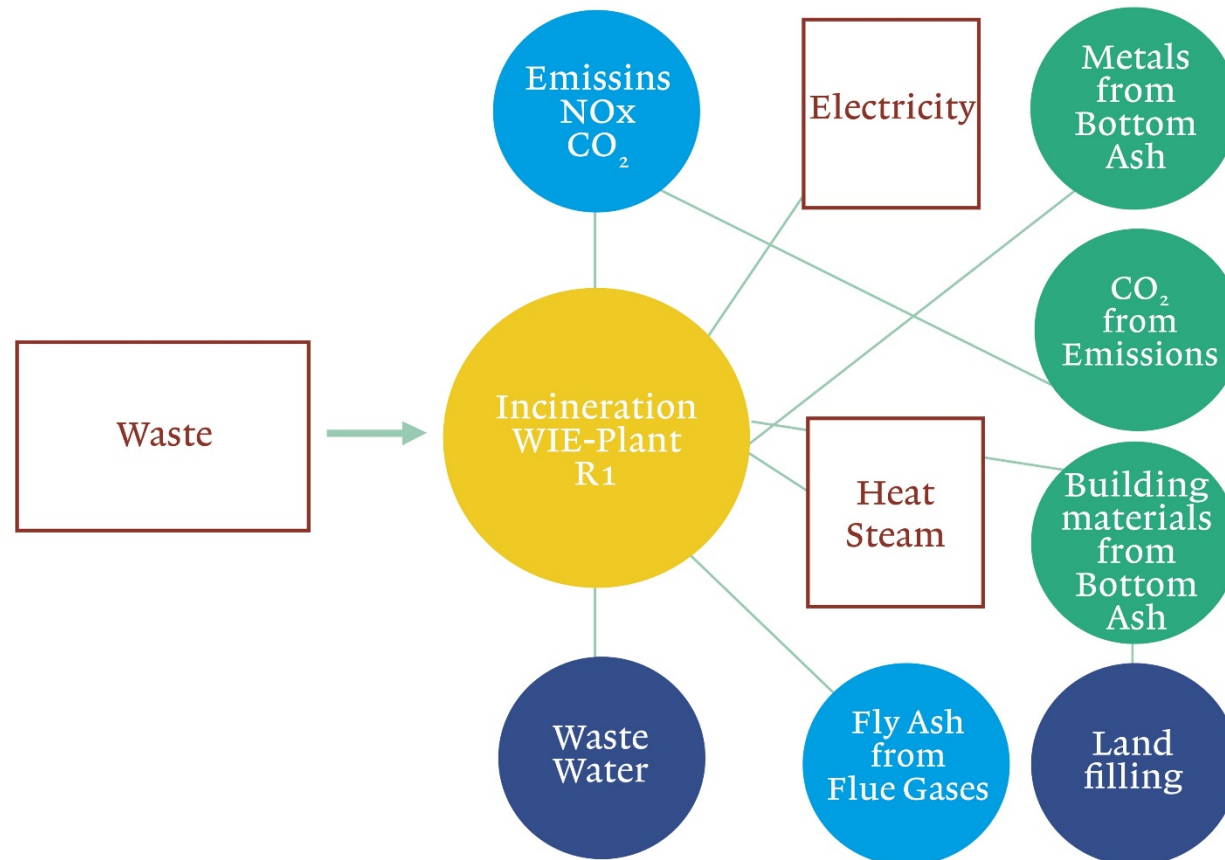 Emissins
NOx
CO₂
Electricity
Metals
from
Bottom
Ash
CO₂
from
Emissions
Waste
Incineration
WIE-Plant
R1
Heat
Steam
Building
materials
from
Bottom
Ash
Waste
Water
Fly Ash
from
Flue Gases
Land
filling